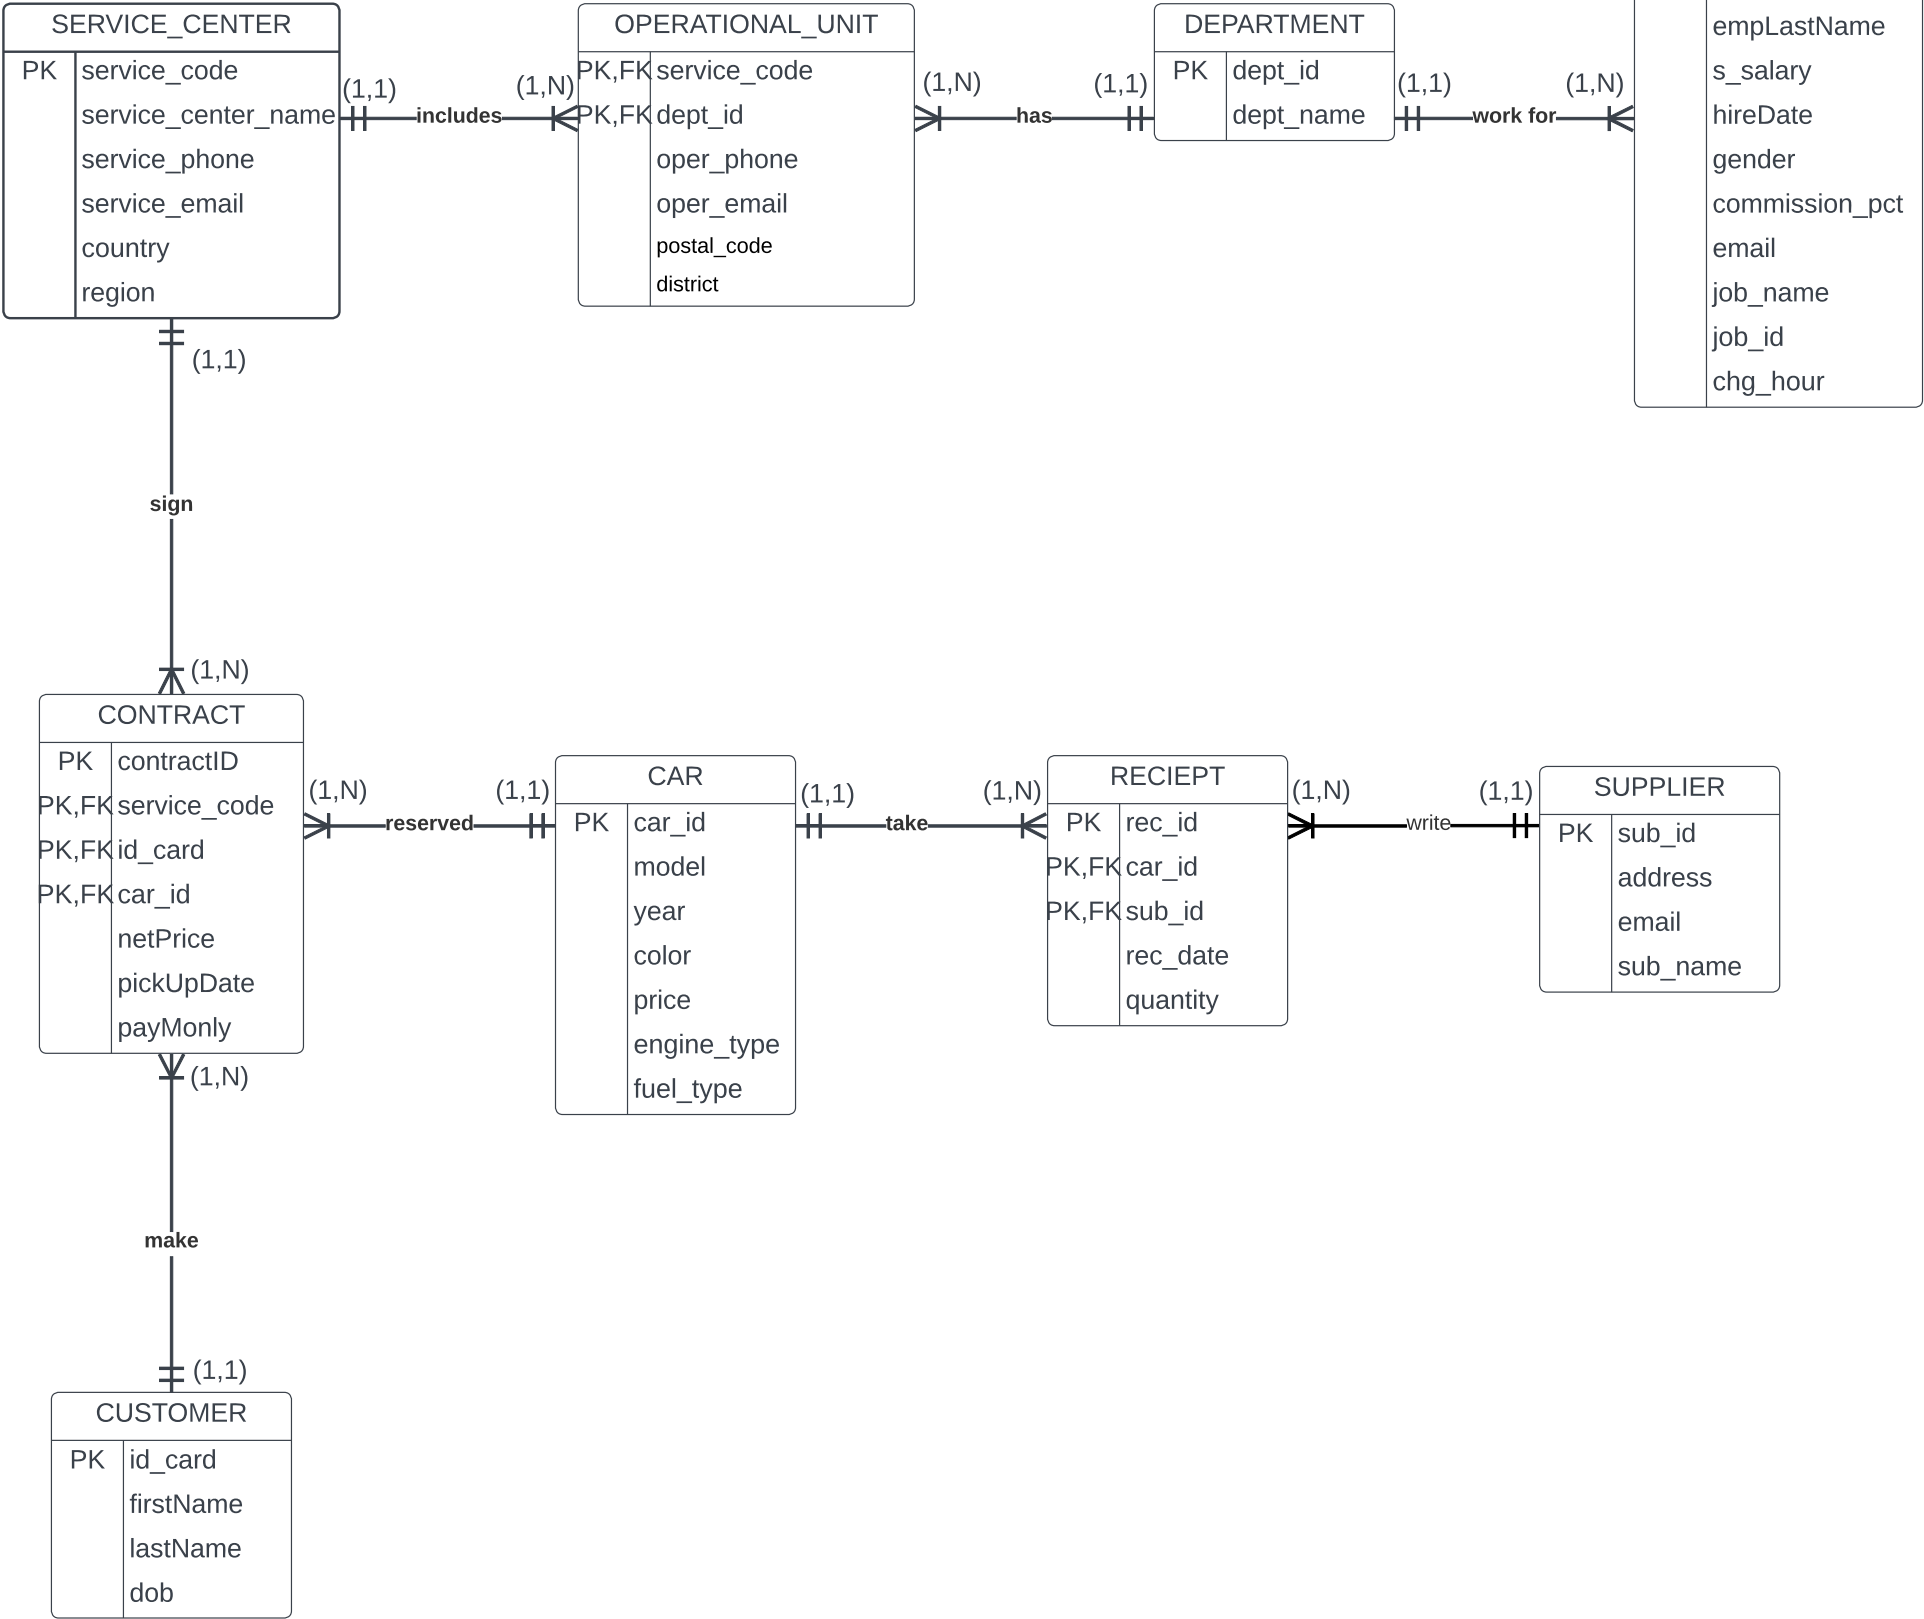 SERVICE_CENTER
PK service_code
service_center_name
service_phone
service_email
country
region
(1,1)
includes
(1,N)
OPERATIONAL_UNIT
PK,FK service_code
PK,FK dept_id
oper_phone
oper_email
postal_code
district
(1,N)
has
(1,1)
DEPARTMENT
PK dept_id
dept_name
(1,1)
work for
(1,N)
empLastName
s_salary
hireDate
gender
commission_pct
email
job_name
job_id
chg_hour
(1,1)
sign
(1,N)
CONTRACT
PK contractID
PK,FK service_code
PK,FK id_card
PK,FK car_id
netPrice
pickUpDate
payMonly
(1,N)
reserved
(1,1)
CAR
PK car_id
model
year
color
price
engine_type
fuel_type
(1,1)
take
(1,N)
RECIEPT
PK rec_id
PK,FK car_id
PK,FK sub_id
rec_date
quantity
(1,N)
write
(1,1)
SUPPLIER
PK sub_id
address
email
sub_name
(1,N)
make
(1,1)
CUSTOMER
PK id_card
firstName
lastName
dob